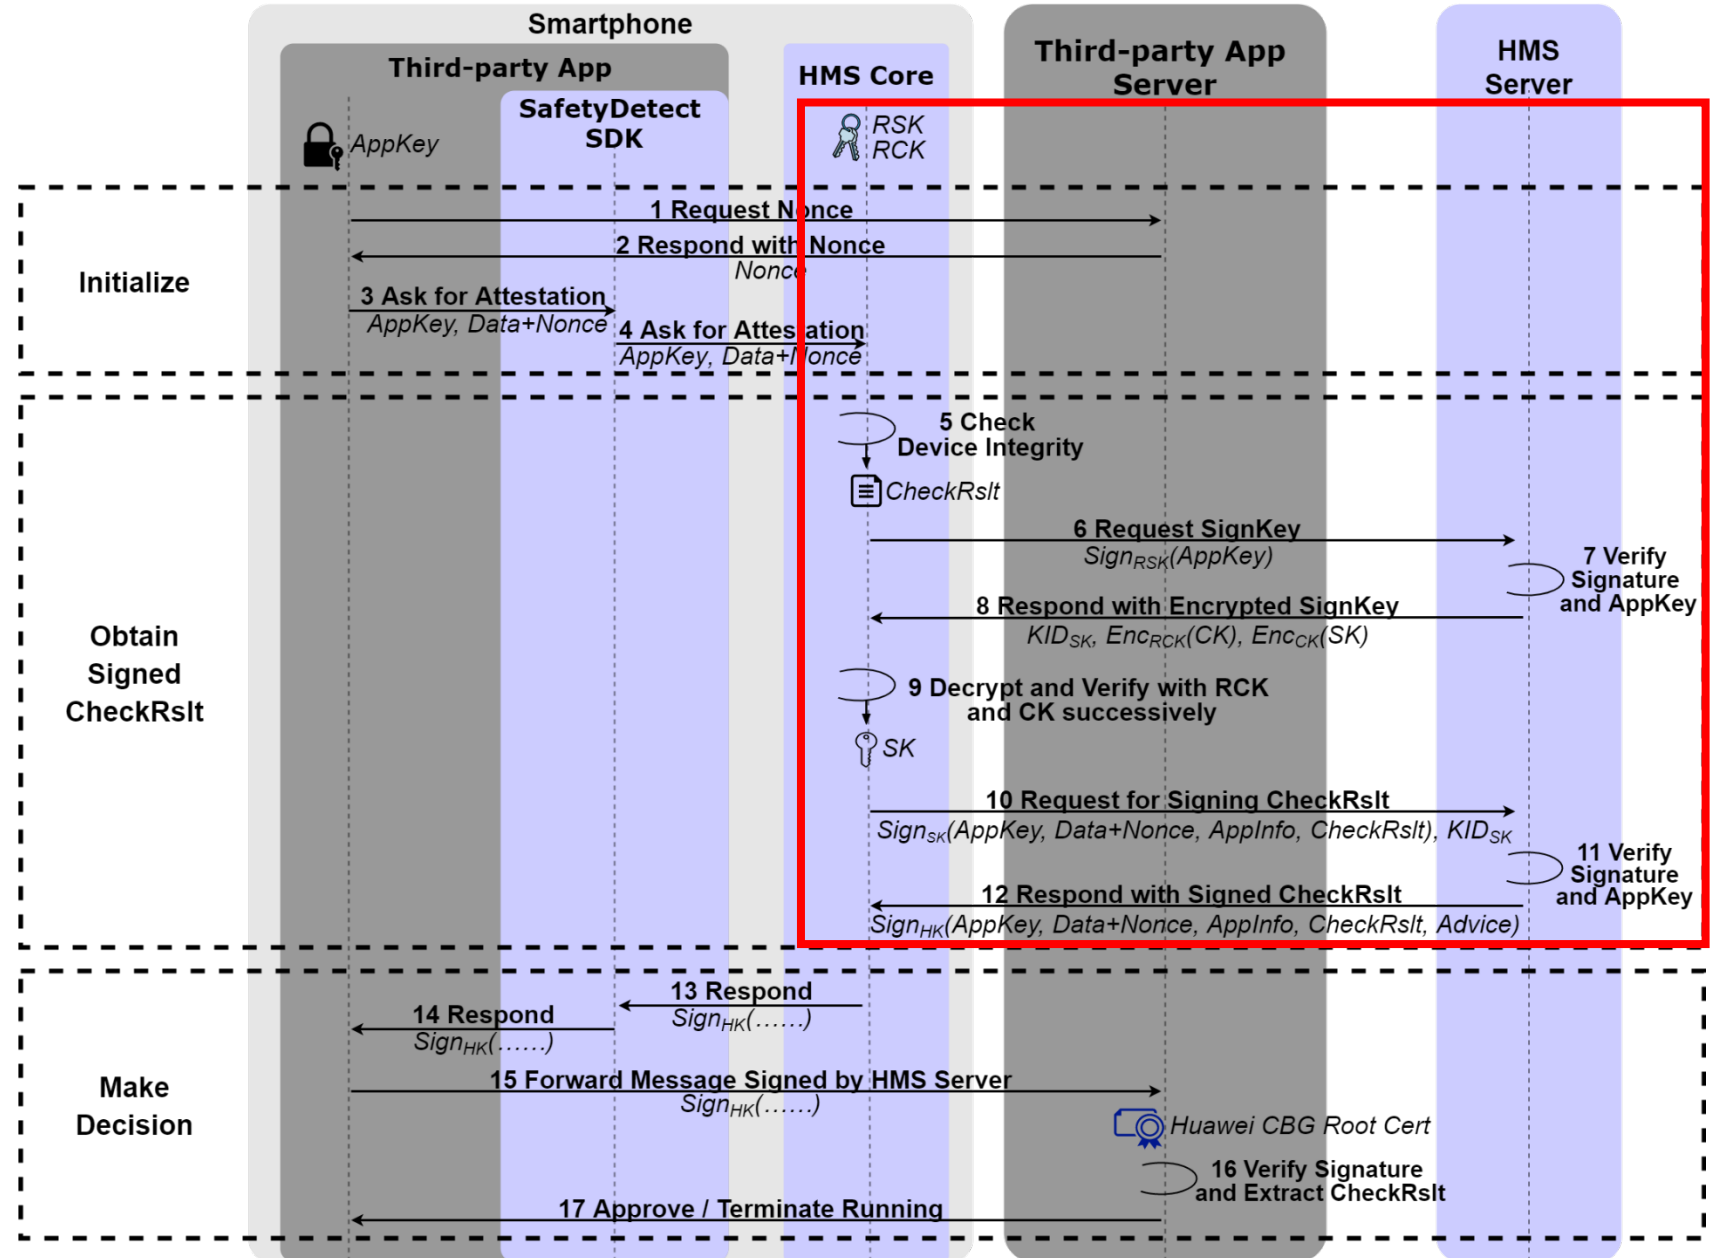 Smartphone
Third-party App
SafetyDetect
SDK
HMS Core
Third-party App
Server
HMS
Server
AppKey
RSK
RCK
Initialize
1 Request Nonce
2 Respond with Nonce
Nonce
3 Ask for Attestation
AppKey, Data+Nonce
4 Ask for Attestation
AppKey, Data+Nonce
Obtain
Signed
CheckRslt
5 Check
Device Integrity
CheckRslt
6 Request SignKey
SignRSK(AppKey)
7 Verify
Signature
and AppKey
8 Respond with Encrypted SignKey
KIDSK, EncRCK(CK), EncCK(SK)
9 Decrypt and Verify with RCK
and CK successively
SK
10 Request for Signing CheckRslt
SignSK(AppKey, Data+Nonce, AppInfo, CheckRslt), KIDSK
11 Verify
Signature
and AppKey
12 Respond with Signed CheckRslt
SignHK(AppKey, Data+Nonce, AppInfo, CheckRslt, Advice)
Make
Decision
13 Respond
SignHK(......)
14 Respond
SignHK(......)
15 Forward Message Signed by HMS Server
SignHK(......)
Huawei CBG Root Cert
16 Verify Signature
and Extract CheckRslt
17 Approve / Terminate Running